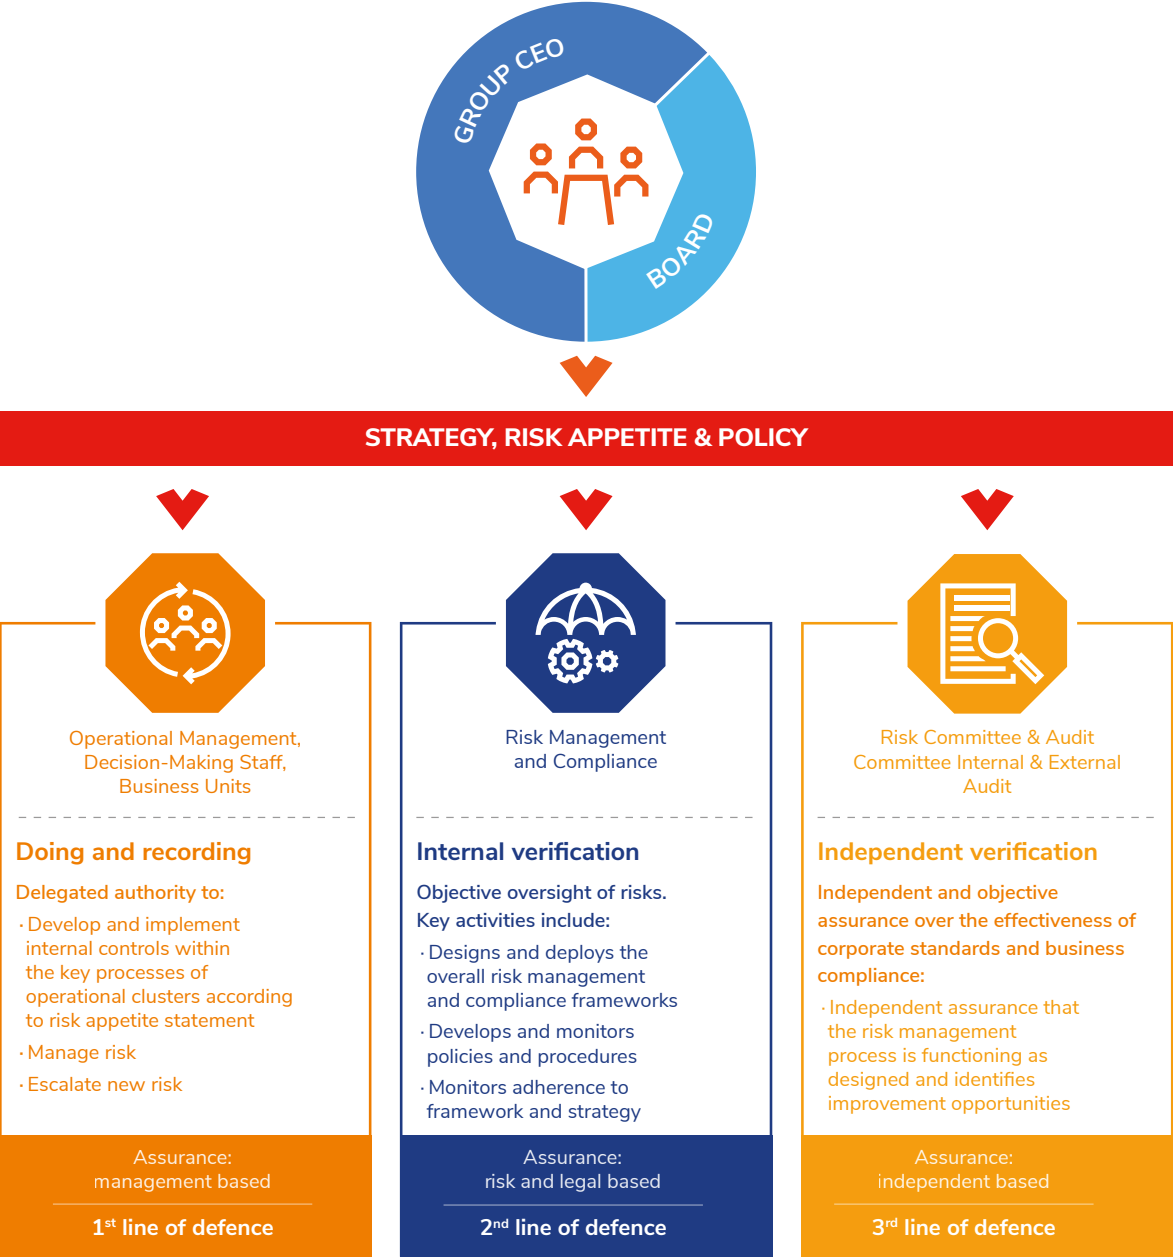 GROUP CEO
BOARD
STRATEGY, RISK APPETITE & POLICY
Operational Management,
Decision-Making Staff,
Business Units
Doing and recording
Delegated authority to:
· Develop and implement
internal controls within
the key processes of
operational clusters according
to risk appetite statement
· Manage risk
· Escalate new risk
Assurance:
management based
1st line of defence
Risk Management
and Compliance
Internal verification
Objective oversight of risks.
Key activities include:
· Designs and deploys the
overall risk management
and compliance frameworks
· Develops and monitors
policies and procedures
· Monitors adherence to
framework and strategy
Assurance:
risk and legal based
2nd line of defence
Risk Committee & Audit
Committee Internal & External
Audit
Independent verification
Independent and objective
assurance over the effectiveness of
corporate standards and business
compliance:
· Independent assurance that
the risk management
process is functioning as
designed and identifies
improvement opportunities
Assurance:
independent based
3rd line of defence